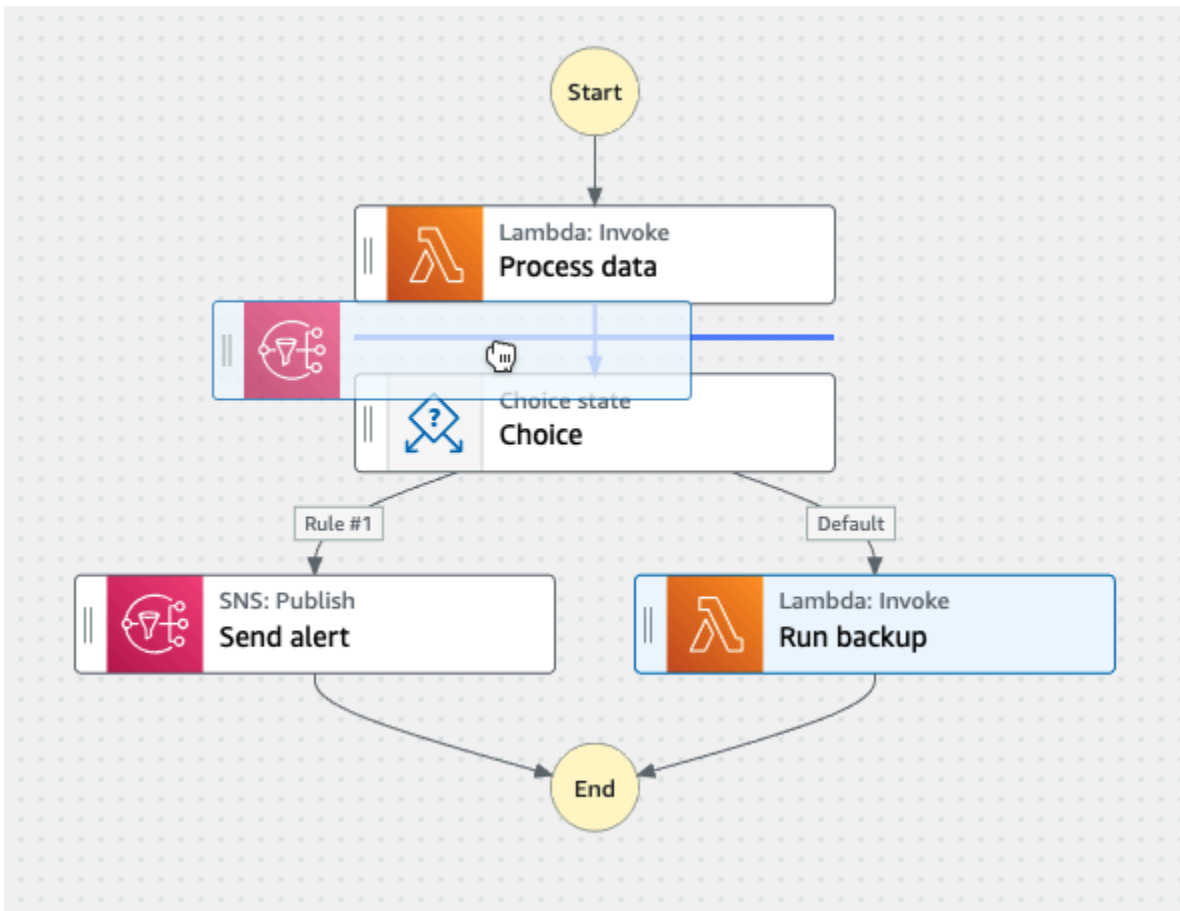 Start
Lambda: Invoke
Process data
Choice state
Choice
?
Rule #1
Default
SNS: Publish
Send alert
Lambda: Invoke
Run backup
End